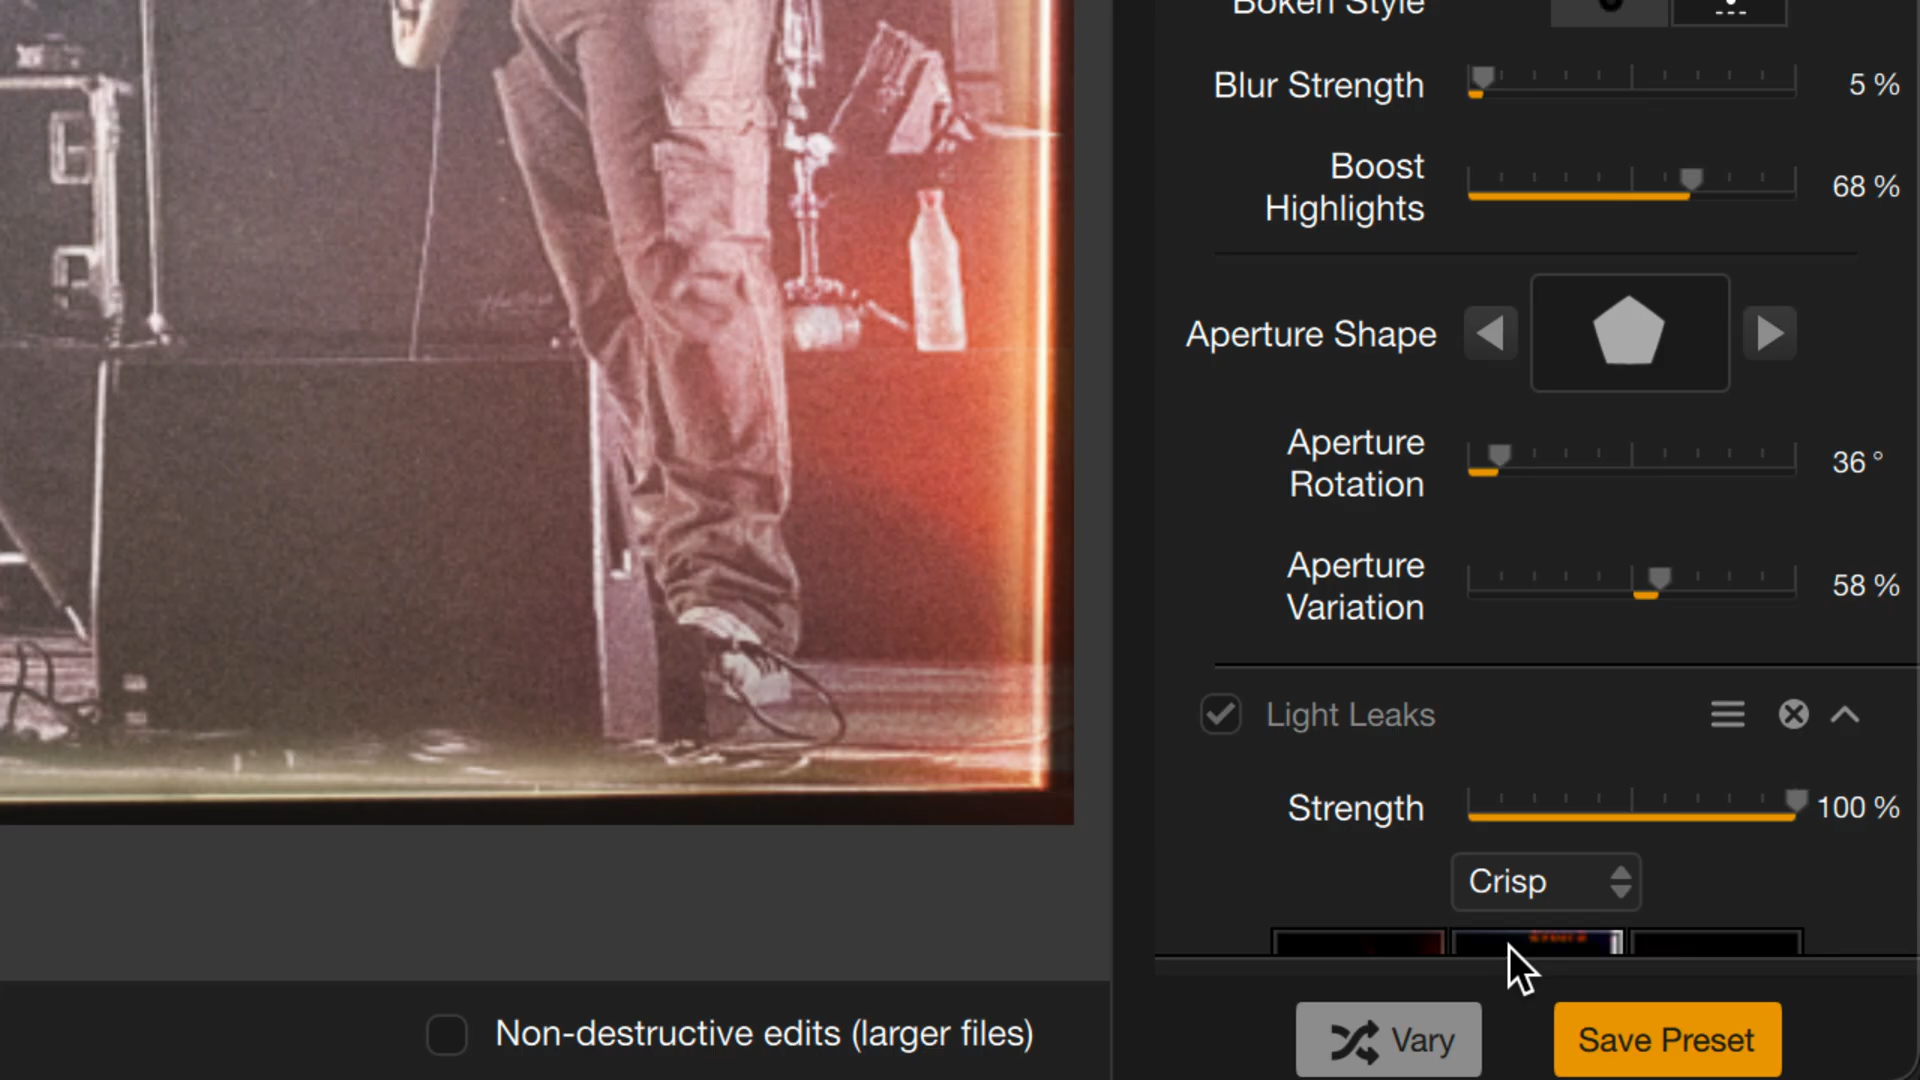 Bokeh Style
Blur Strength 5 %
Boost
Highlights 68 %
Aperture Shape
Aperture
Rotation 36 °
Aperture
Variation 58 %
Light Leaks
Strength 100 %
Crisp
Non-destructive edits (larger files)
Vary
Save Preset